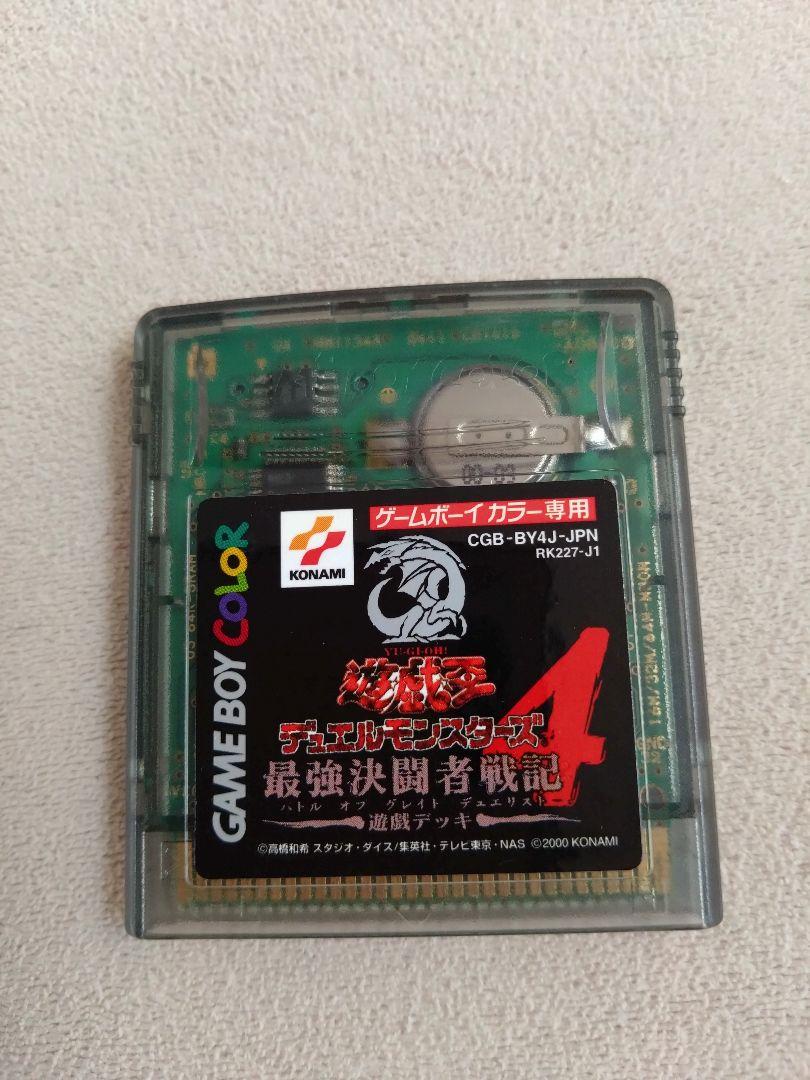 ゲームボーイカラー専用
CGB-BY4J-JPN
RK227-J1
KONAMI
GAME BOY COLOR
YU-GI-OH!
遊戯王
デュエルモンスターズ
4
最強決闘者戦記
バトル オブ グレイト デュエリスト
遊戯デッキ
©高橋和希 スタジオ・ダイス/集英社・テレビ東京・NAS ©2000 KONAMI